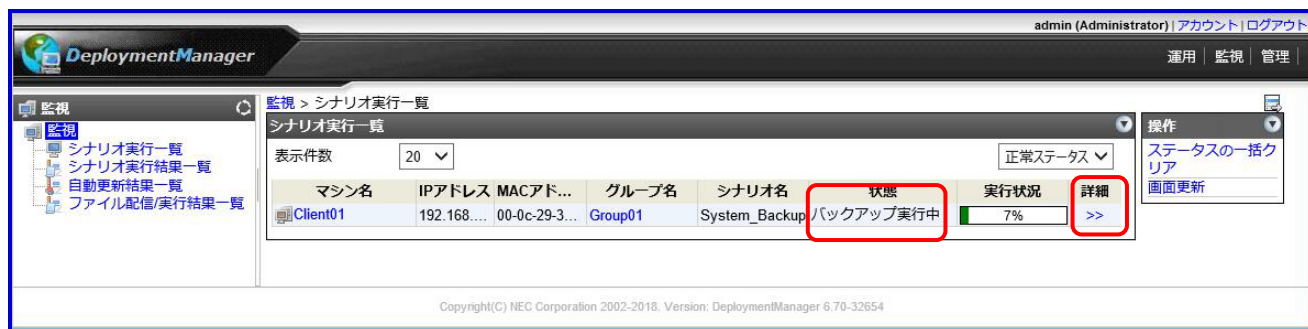 admin (Administrator) | アカウント | ログアウト
DeploymentManager
運用 | 監視 | 管理
監視
監視
シナリオ実行一覧
シナリオ実行結果一覧
自動更新結果一覧
ファイル配信/実行結果一覧
監視 > シナリオ実行一覧
シナリオ実行一覧
表示件数 20 正常ステータス
マシン名 IPアドレス MACアド... グループ名 シナリオ名 状態 実行状況 詳細
Client01 192.168.... 00-0c-29-3... Group01 System_Backup バックアップ実行中 7% >>
操作
ステータスの一括ク
リア
画面更新
Copyright(C) NEC Corporation 2002-2018. Version: DeploymentManager 6.70-32654